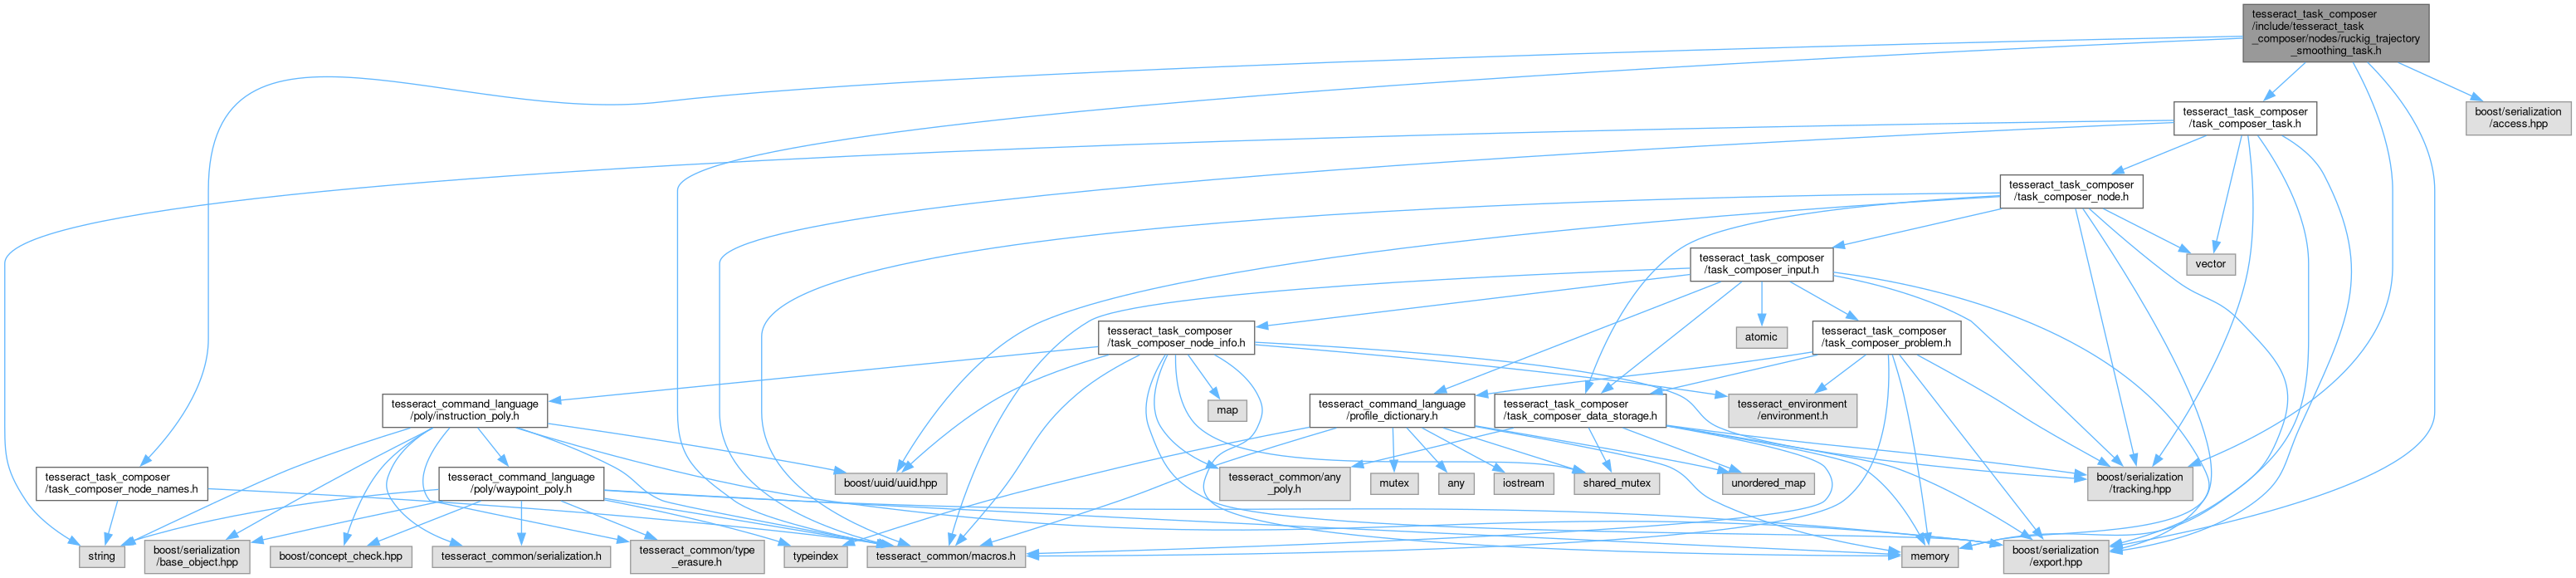 tesseract_task_composer
/include/tesseract_task
_composer/nodes/ruckig_trajectory
_smoothing_task.h
tesseract_task_composer
/task_composer_task.h
boost/serialization
/access.hpp
tesseract_task_composer
/task_composer_node.h
vector
tesseract_task_composer
/task_composer_input.h
tesseract_task_composer
/task_composer_node_info.h
atomic
tesseract_task_composer
/task_composer_problem.h
tesseract_command_language
/poly/instruction_poly.h
map
tesseract_command_language
/profile_dictionary.h
tesseract_task_composer
/task_composer_data_storage.h
tesseract_environment
/environment.h
tesseract_task_composer
/task_composer_node_names.h
tesseract_command_language
/poly/waypoint_poly.h
boost/uuid/uuid.hpp
tesseract_common/any
_poly.h
mutex
any
iostream
shared_mutex
unordered_map
boost/serialization
/tracking.hpp
string
boost/serialization
/base_object.hpp
boost/concept_check.hpp
tesseract_common/serialization.h
tesseract_common/type
_erasure.h
typeindex
tesseract_common/macros.h
memory
boost/serialization
/export.hpp